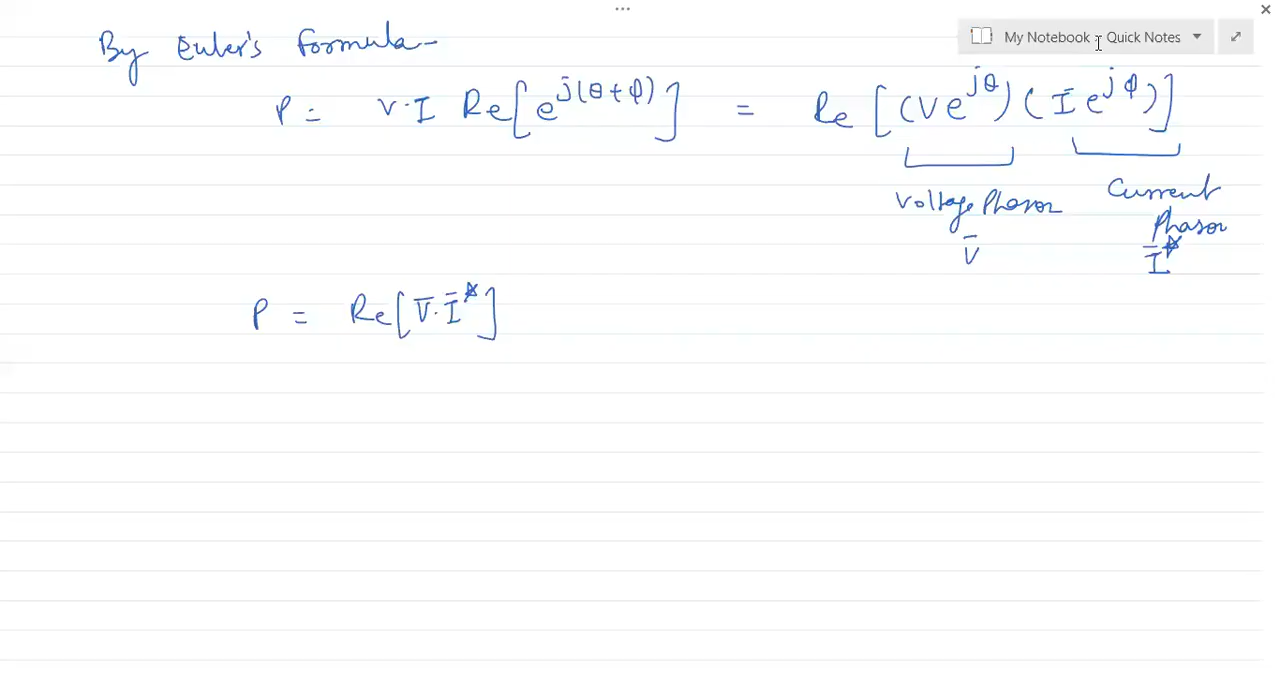 My Notebook - Quick Notes
By Euler's Formula-
P = V·I Re[e^{j(θ+φ)}] = Re[(Ve^{jθ})(Ie^{jφ})]
Voltage Phasor
V̅
Current
Phasor
I̅*
P = Re[V̅·I̅*]